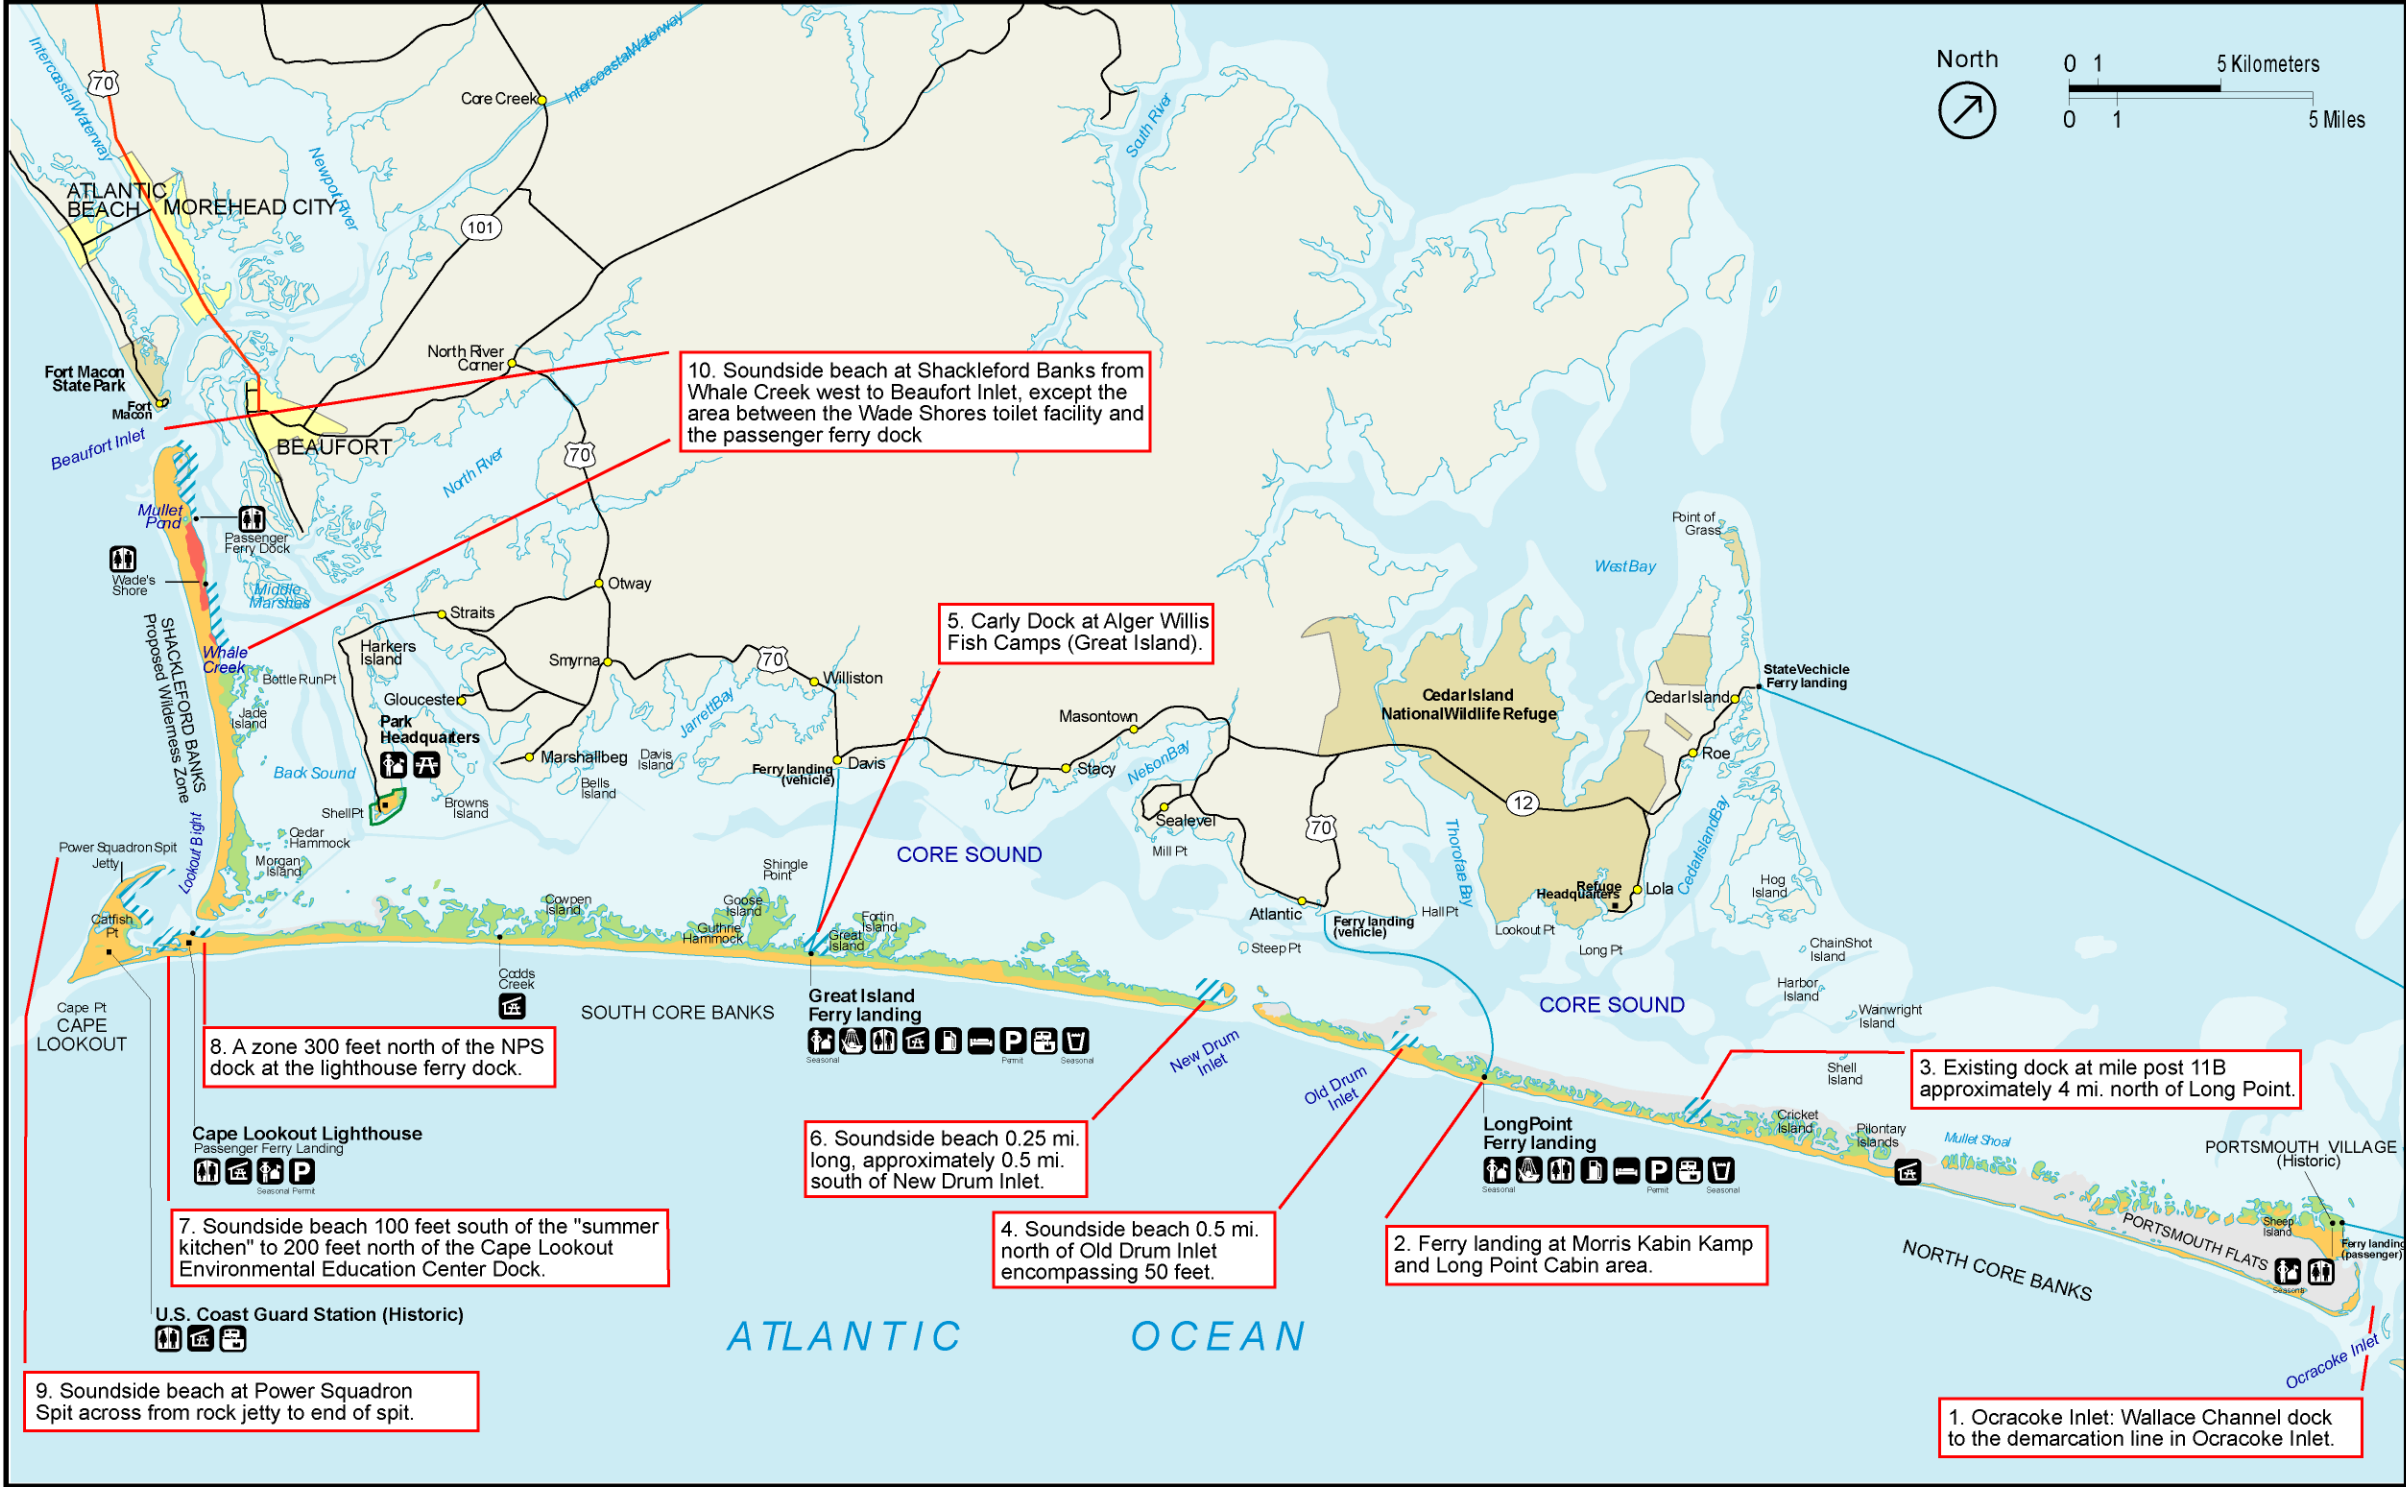 North
0 1 5 Kilometers
0 1 5 Miles
Intercoastal Waterway
70
Core Creek
Intercoastal Waterway
South River
Newport River
ATLANTIC
BEACH
MOREHEAD CITY
101
North River
Corner
Fort Macon
State Park
Fort
Macon
Beaufort Inlet
BEAUFORT
North River
70
10. Soundside beach at Shackleford Banks from
Whale Creek west to Beaufort Inlet, except the
area between the Wade Shores toilet facility and
the passenger ferry dock
Mullet
Pond
Passenger
Ferry Dock
Wade's
Shore
Middle
Marshes
SHACKLEFORD BANKS
Proposed Wilderness Zone
Whale
Creek
Bottle Run Pt
Jade
Island
Back Sound
Shell Pt
Cedar
Hammock
Morgan
Island
Lookout Bight
Power Squadron Spit
Jetty
Catfish
Pt
Cape Pt
CAPE
LOOKOUT
Otway
Straits
Harkers
Island
Smyrna
Gloucester
Park
Headquarters
Marshallbeg
Browns
Island
Bells
Island
Davis
Island
Jarrett Bay
70
Williston
Ferry landing
(vehicle)
Davis
5. Carly Dock at Alger Willis
Fish Camps (Great Island).
Masontown
Stacy
Nelson Bay
Sealevel
Mill Pt
CORE SOUND
Shingle
Point
Goose
Island
Cowpen
Island
Guthrie
Hammock
Great
Island
Fortin
Island
70
Atlantic
Ferry landing
(vehicle)
Steep Pt
Hall Pt
Thorofare Bay
Cedar Island
National Wildlife Refuge
12
West Bay
Point of
Grass
State Vechicle
Ferry landing
Cedar Island
Roe
Cedar Island Bay
Refuge
Headquarters
Lola
Lookout Pt
Long Pt
Hog
Island
Chain Shot
Island
Harbor
Island
Wainwright
Island
CORE SOUND
Shell
Island
Codds
Creek
SOUTH CORE BANKS
Great Island
Ferry landing
Seasonal
P
Permit
Seasonal
New Drum
Inlet
Old Drum
Inlet
8. A zone 300 feet north of the NPS
dock at the lighthouse ferry dock.
Cape Lookout Lighthouse
Passenger Ferry Landing
P
Seasonal Permit
7. Soundside beach 100 feet south of the "summer
kitchen" to 200 feet north of the Cape Lookout
Environmental Education Center Dock.
U.S. Coast Guard Station (Historic)
9. Soundside beach at Power Squadron
Spit across from rock jetty to end of spit.
6. Soundside beach 0.25 mi.
long, approximately 0.5 mi.
south of New Drum Inlet.
4. Soundside beach 0.5 mi.
north of Old Drum Inlet
encompassing 50 feet.
Long Point
Ferry landing
Seasonal
P
Permit
Seasonal
2. Ferry landing at Morris Kabin Kamp
and Long Point Cabin area.
3. Existing dock at mile post 11B
approximately 4 mi. north of Long Point.
Cricket
Island
Pilontary
Islands
Mullet Shoal
PORTSMOUTH VILLAGE
(Historic)
PORTSMOUTH FLATS
Sheep
Island
Ferry landing
(passenger)
Seasonal
NORTH CORE BANKS
Ocracoke Inlet
1. Ocracoke Inlet: Wallace Channel dock
to the demarcation line in Ocracoke Inlet.
ATLANTIC OCEAN